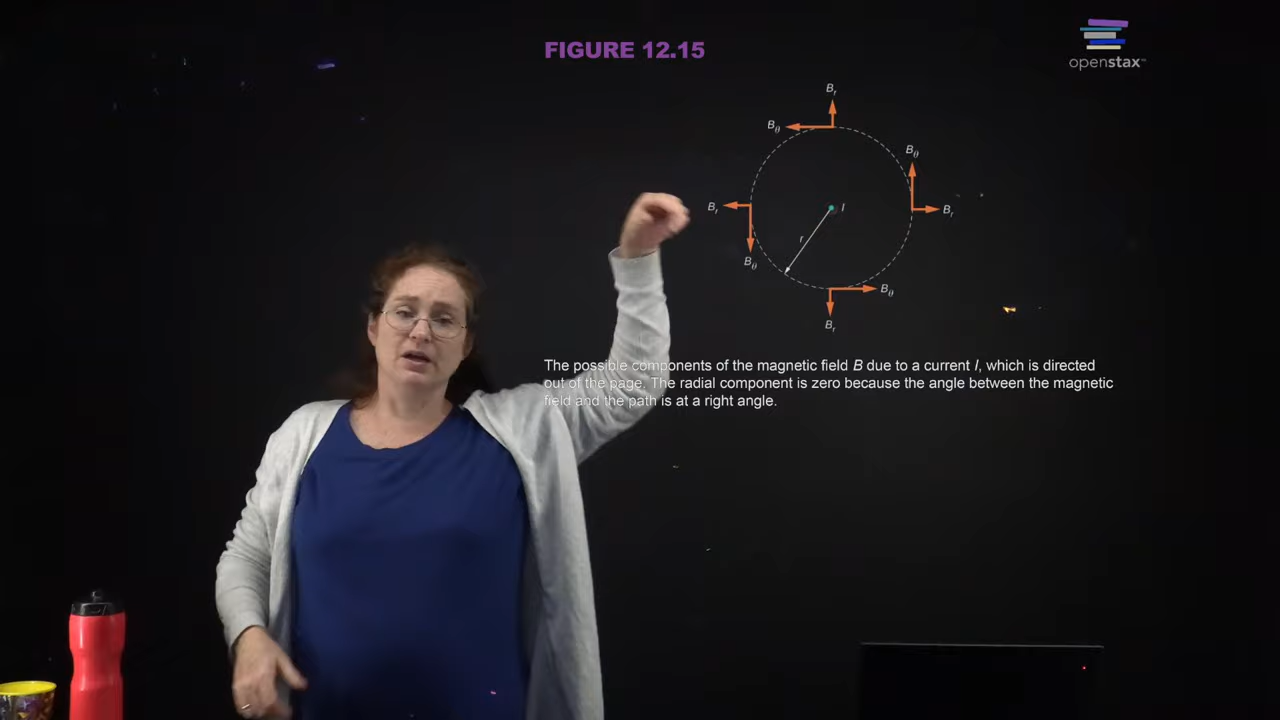 FIGURE 12.15
openstax™
Br
Bθ
Bθ
Br
I
Br
r
Bθ
Bθ
Br
The possible components of the magnetic field B due to a current I, which is directed
out of the page. The radial component is zero because the angle between the magnetic
field and the path is at a right angle.